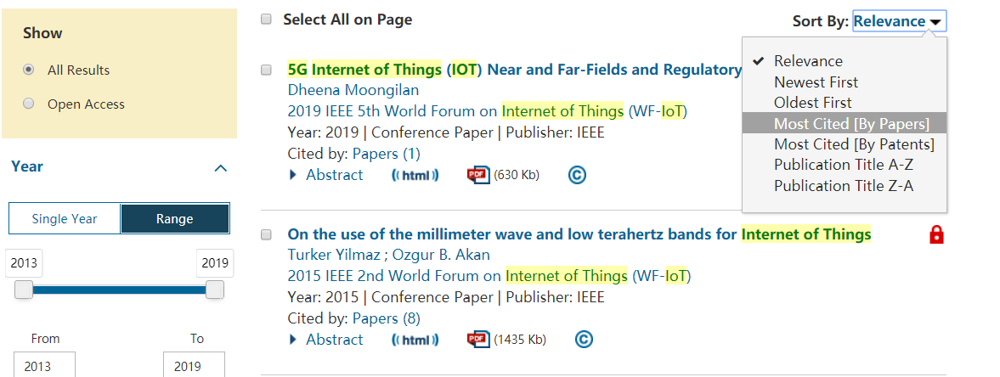 Show
All Results
Open Access
Year
Single Year
Range
2013
2019
From
To
2013
2019
Select All on Page
Sort By: Relevance
Relevance
Newest First
Oldest First
Most Cited [By Papers]
Most Cited [By Patents]
Publication Title A-Z
Publication Title Z-A
5G Internet of Things (IOT) Near and Far-Fields and Regulatory
Dheena Moongilan
2019 IEEE 5th World Forum on Internet of Things (WF-IoT)
Year: 2019 | Conference Paper | Publisher: IEEE
Cited by: Papers (1)
Abstract
((html))
PDF (630 Kb)
©
On the use of the millimeter wave and low terahertz bands for Internet of Things
Turker Yilmaz ; Ozgur B. Akan
2015 IEEE 2nd World Forum on Internet of Things (WF-IoT)
Year: 2015 | Conference Paper | Publisher: IEEE
Cited by: Papers (8)
Abstract
((html))
PDF (1435 Kb)
©